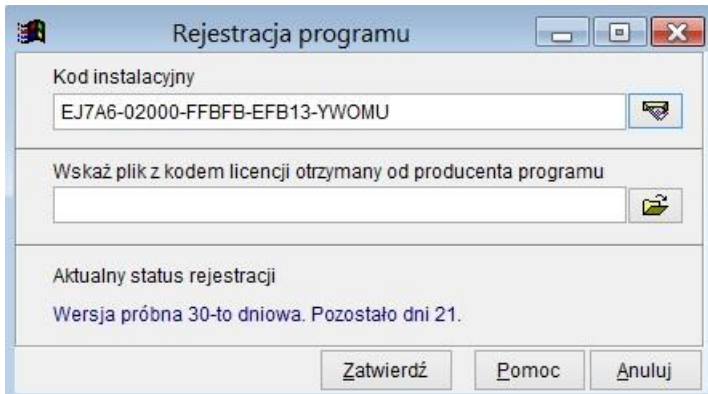 Rejestracja programu
Kod instalacyjny
EJ7A6-02000-FFBFB-EFB13-YWOMU
Wskaż plik z kodem licencji otrzymany od producenta programu
Aktualny status rejestracji
Wersja próbna 30-to dniowa. Pozostało dni 21.
Zatwierdź Pomoc Anuluj